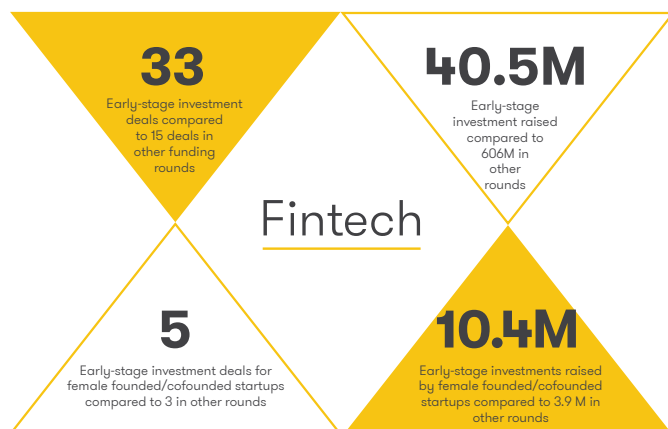 33
Early-stage investment
deals compared
to 15 deals in
other funding
rounds
40.5M
Early-stage
investment raised
compared to
606M in
other
rounds
Fintech
5
Early-stage investment deals for
female founded/cofounded startups
compared to 3 in other rounds
10.4M
Early-stage investments raised
by female founded/cofounded
startups compared to 3.9 M in
other rounds